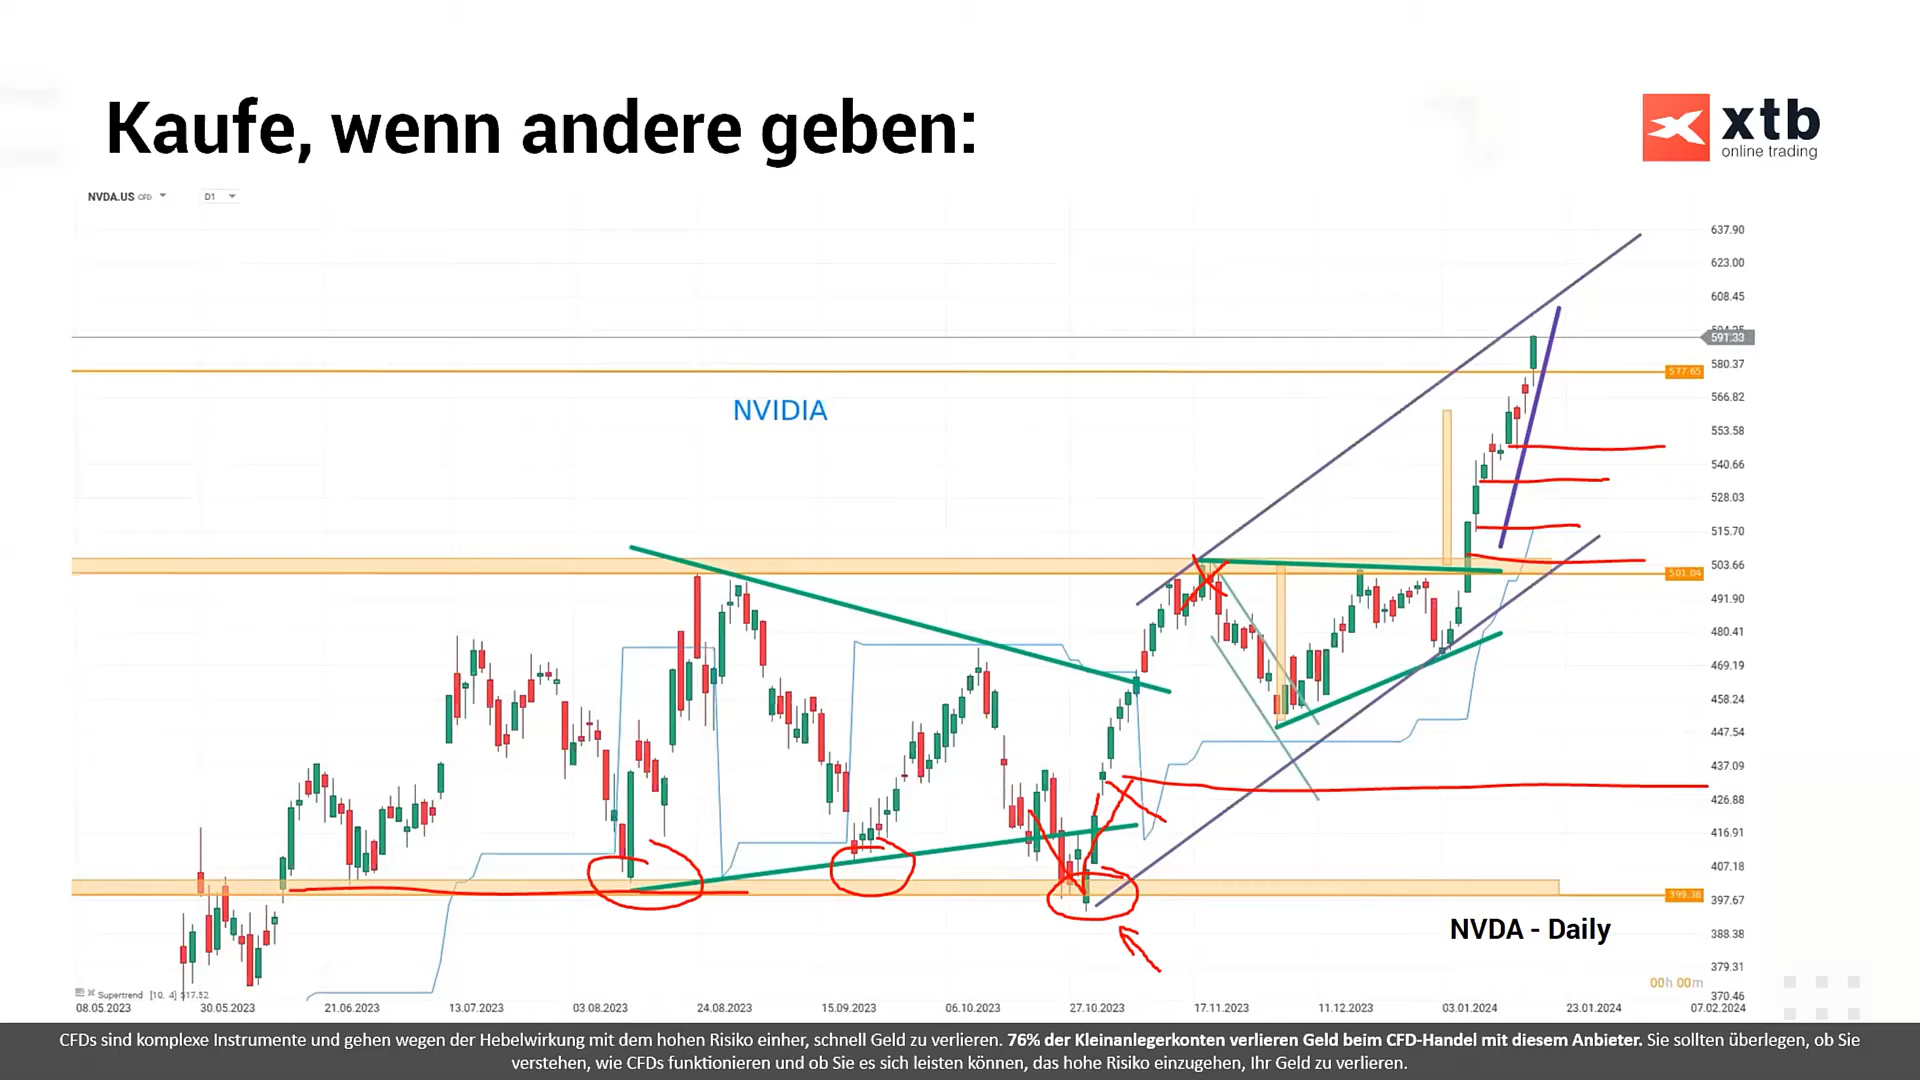 Kaufe, wenn andere geben:
xtb
online trading
NVDA.US CFD
D1
637.90
623.00
608.45
591.33
580.37
577.65
NVIDIA
566.82
553.58
540.66
528.03
515.70
503.66
501.04
491.90
480.41
469.19
458.24
447.54
437.09
426.88
416.91
407.18
399.38
397.67
NVDA - Daily
388.38
379.31
00h 00m
Supertrend [10, 4] 517.52
370.46
08.05.2023 30.05.2023 21.06.2023 13.07.2023 03.08.2023 24.08.2023 15.09.2023 06.10.2023 27.10.2023 17.11.2023 11.12.2023 03.01.2024 23.01.2024 07.02.2024
CFDs sind komplexe Instrumente und gehen wegen der Hebelwirkung mit dem hohen Risiko einher, schnell Geld zu verlieren. 76% der Kleinanlegerkonten verlieren Geld beim CFD-Handel mit diesem Anbieter. Sie sollten überlegen, ob Sie
verstehen, wie CFDs funktionieren und ob Sie es sich leisten können, das hohe Risiko einzugehen, Ihr Geld zu verlieren.